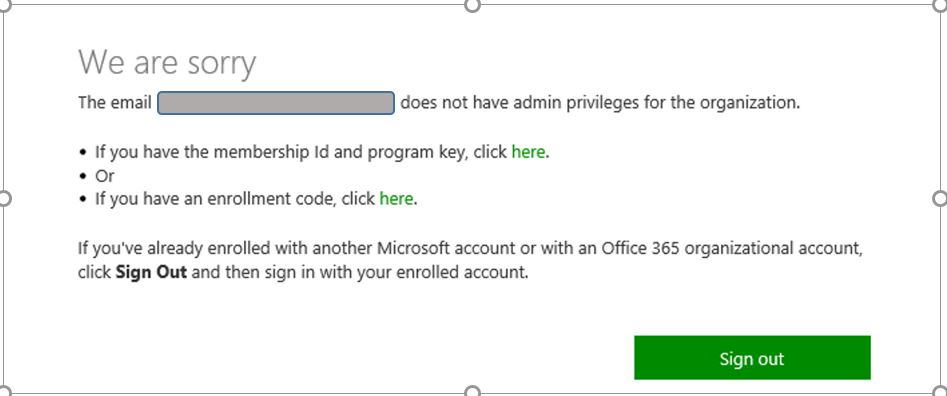 We are sorry
The email does not have admin privileges for the organization.
• If you have the membership Id and program key, click here.
• Or
• If you have an enrollment code, click here.
If you've already enrolled with another Microsoft account or with an Office 365 organizational account,
click Sign Out and then sign in with your enrolled account.
Sign out